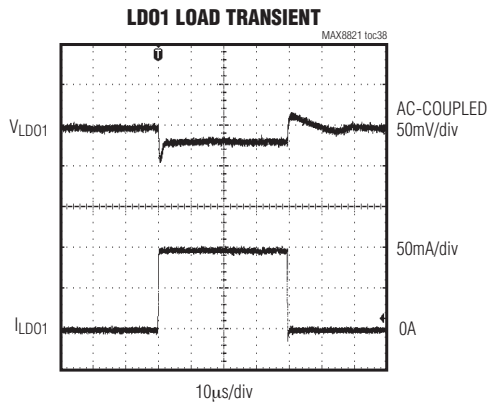 LDO1 LOAD TRANSIENT
MAX8821 toc38
T
AC-COUPLED
VLDO1
50mV/div
50mA/div
ILDO1
0A
10µs/div